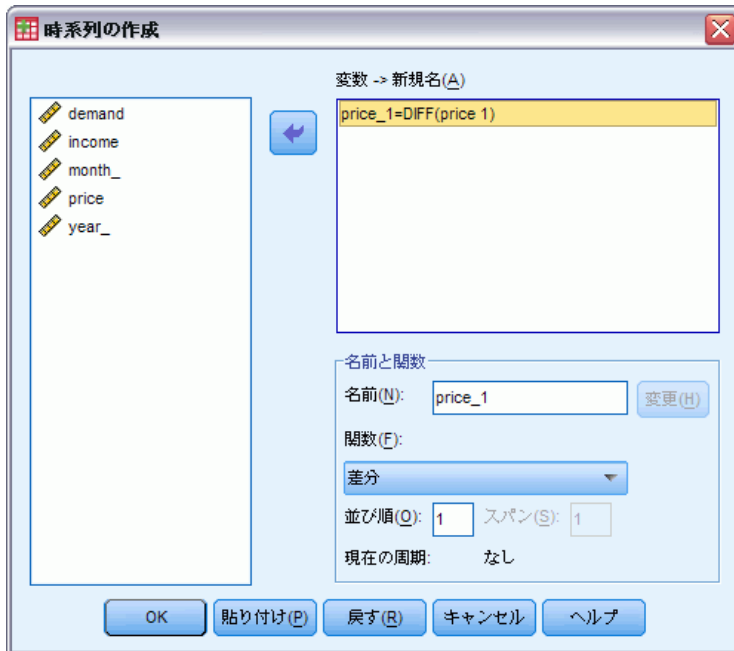 時系列の作成
変数 -> 新規名(A)
demand
income
month_
price
year_
price_1=DIFF(price 1)
名前と関数
名前(N): price_1 変更(H)
関数(F):
差分
並び順(O): 1 スパン(S): 1
現在の周期: なし
OK 貼り付け(P) 戻す(R) キャンセル ヘルプ